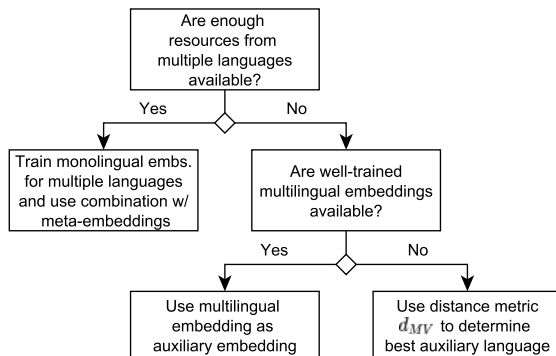 Are enough
resources from
multiple languages
available?
Yes
No
Train monolingual embs.
for multiple languages
and use combination w/
meta-embeddings
Are well-trained
multilingual embeddings
available?
Yes
No
Use multilingual
embedding as
auxiliary embedding
Use distance metric
d_{MV} to determine
best auxiliary language